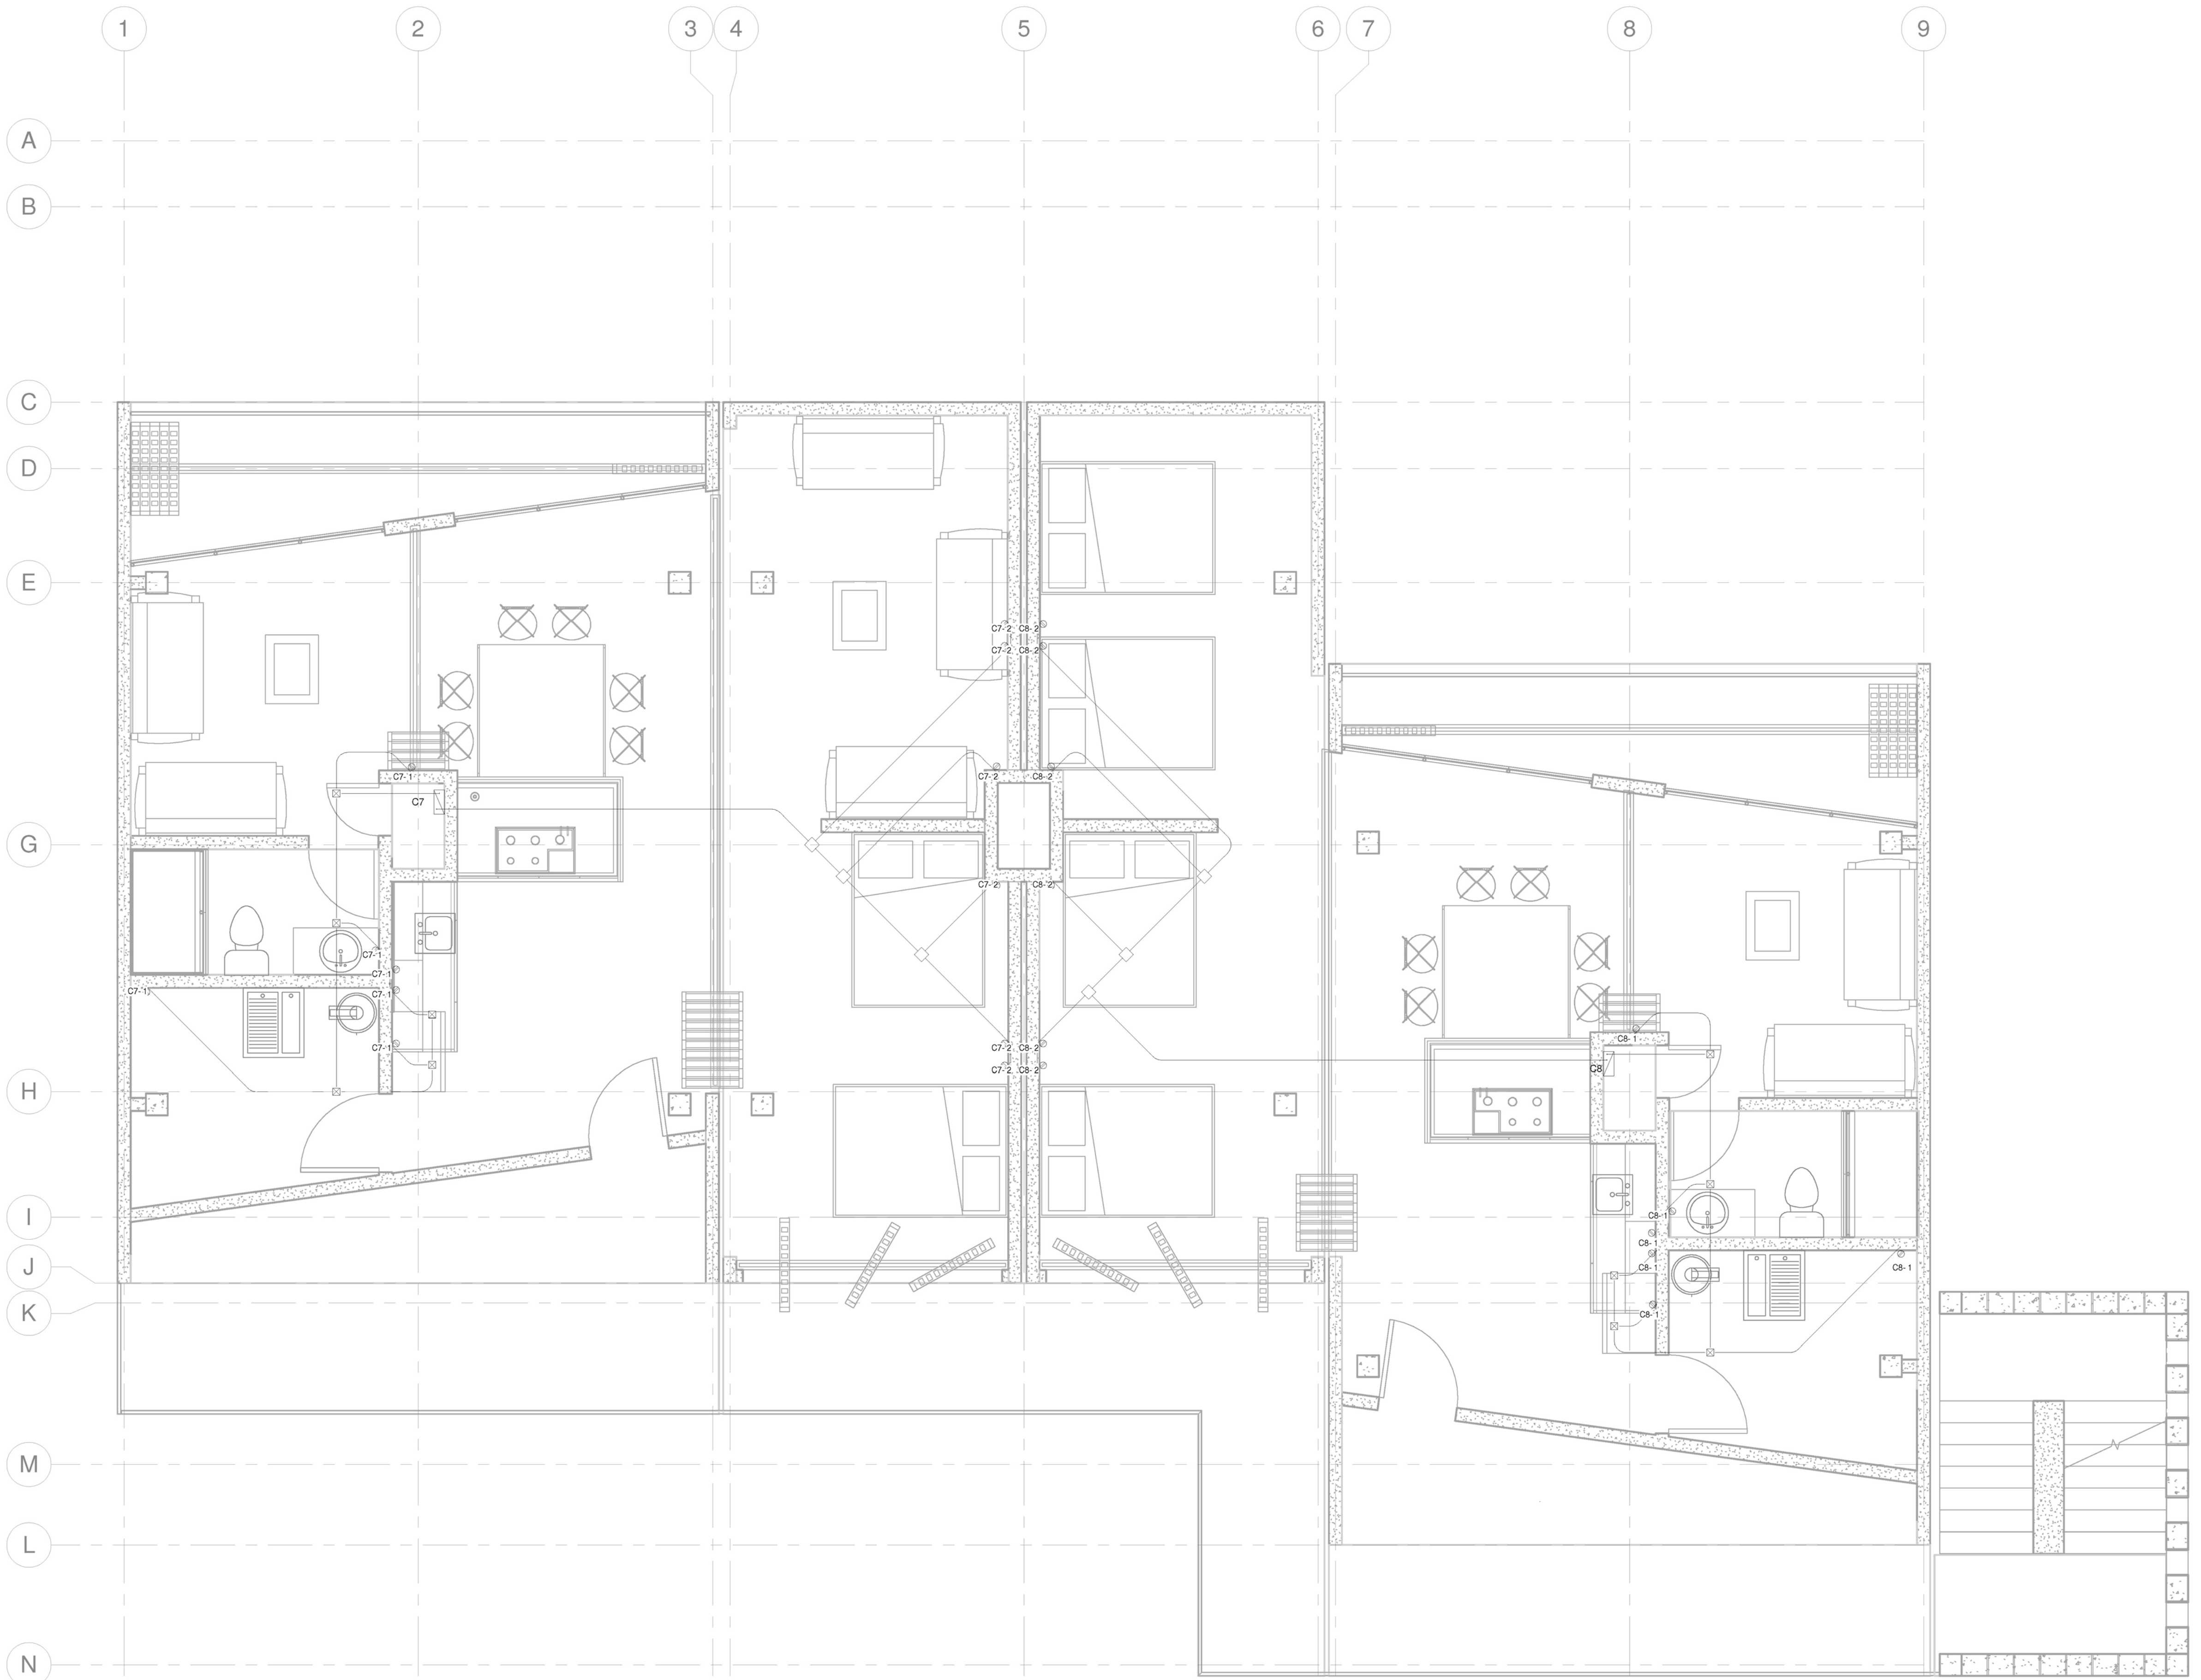 1 2 3 4 5 6 7 8 9
A
B
C
D
E
C7-2 C8-2
C7-2 C8-2
C7-1 C7-2 C8-2
C7
G
C7-2 C8-2
C7-1
C7-1
C7-1 C7-1
C8-1
C7-1 C7-2 C8-2
C7-2 C8-2 C8
H
I C8-1
C8-1
J C8-1 C8-1
K C8-1
M
L
N